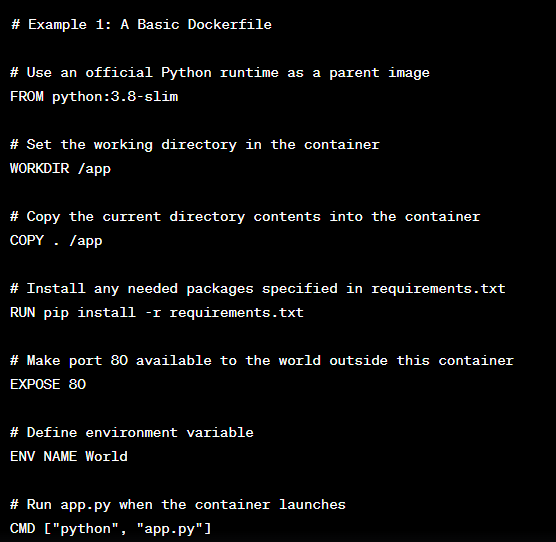 # Example 1: A Basic Dockerfile
# Use an official Python runtime as a parent image
FROM python:3.8-slim
# Set the working directory in the container
WORKDIR /app
# Copy the current directory contents into the container
COPY . /app
# Install any needed packages specified in requirements.txt
RUN pip install -r requirements.txt
# Make port 80 available to the world outside this container
EXPOSE 80
# Define environment variable
ENV NAME World
# Run app.py when the container launches
CMD ["python", "app.py"]